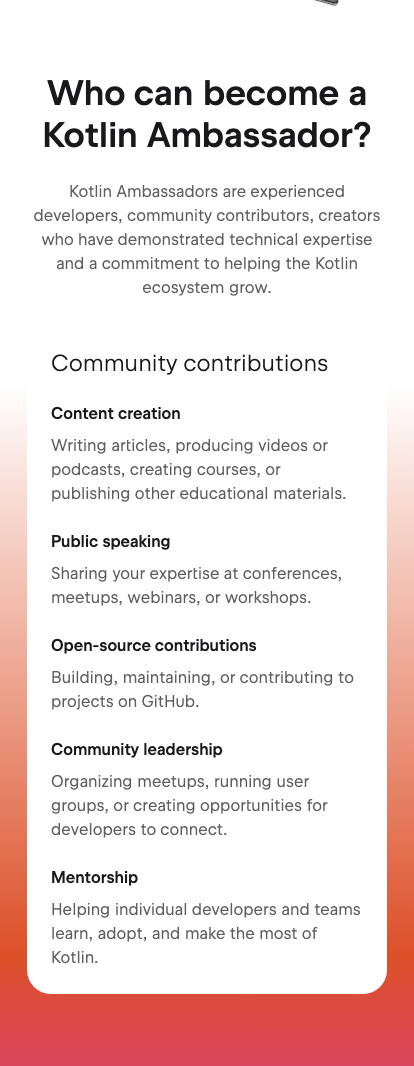 Who can become a
Kotlin Ambassador?
Kotlin Ambassadors are experienced
developers, community contributors, creators
who have demonstrated technical expertise
and a commitment to helping the Kotlin
ecosystem grow.
Community contributions
Content creation
Writing articles, producing videos or
podcasts, creating courses, or
publishing other educational materials.
Public speaking
Sharing your expertise at conferences,
meetups, webinars, or workshops.
Open-source contributions
Building, maintaining, or contributing to
projects on GitHub.
Community leadership
Organizing meetups, running user
groups, or creating opportunities for
developers to connect.
Mentorship
Helping individual developers and teams
learn, adopt, and make the most of
Kotlin.